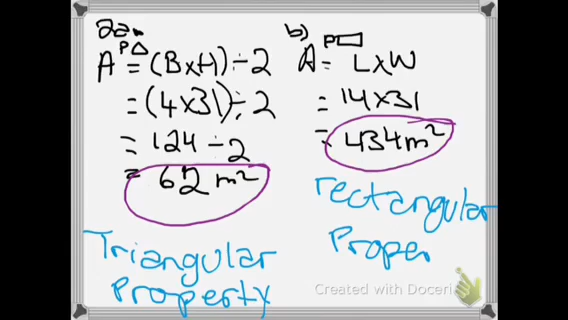 2a.
A P△ = (B×H) ÷ 2
= (4×31) ÷ 2
= 124 ÷ 2
= 62 m²
Triangular
Property
b)
A P▭ = L×W
= 14×31
= 434m²
rectangular
Proper
Created with Doceri